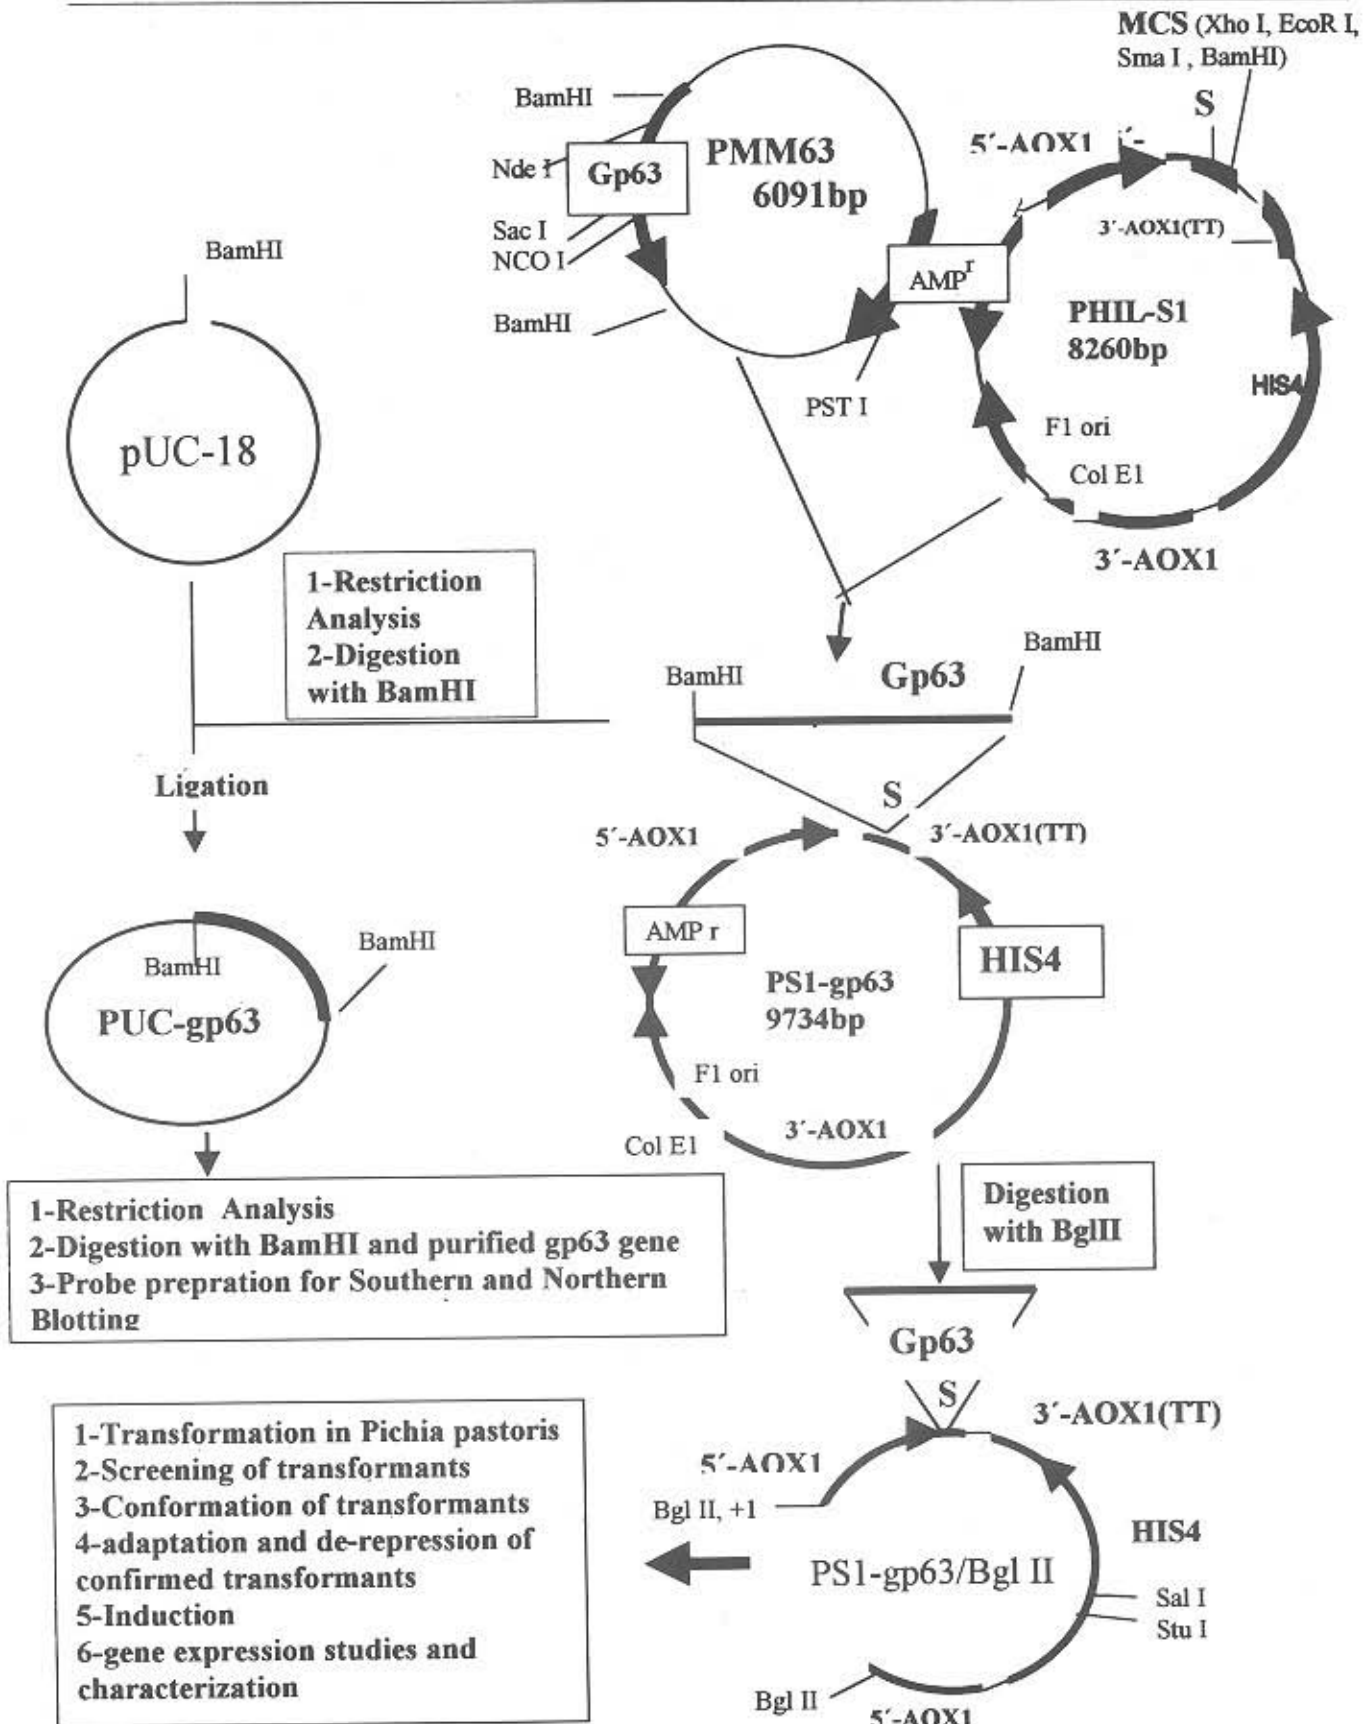 MCS (Xho I, EcoR I,
Sma I , BamHI)
S
5´-AOX1 ´-
BamHI
PMM63
6091bp
Nde I
Gp63
Sac I
NCO I
BamHI
AMPr
PST I
3´-AOX1(TT)
PHIL-S1
8260bp
HIS4
F1 ori
Col E1
3´-AOX1
BamHI
pUC-18
1-Restriction
Analysis
2-Digestion
with BamHI
BamHI
Gp63
BamHI
Ligation
S
5´-AOX1
3´-AOX1(TT)
AMP r
HIS4
PS1-gp63
9734bp
F1 ori
Col E1
3´-AOX1
BamHI
BamHI
PUC-gp63
1-Restriction Analysis
2-Digestion with BamHI and purified gp63 gene
3-Probe prepration for Southern and Northern
Blotting
Digestion
with BglII
Gp63
S
3´-AOX1(TT)
5´-AOX1
Bgl II, +1
HIS4
PS1-gp63/Bgl II
Sal I
Stu I
Bgl II
5´-AOX1
1-Transformation in Pichia pastoris
2-Screening of transformants
3-Conformation of transformants
4-adaptation and de-repression of
confirmed transformants
5-Induction
6-gene expression studies and
characterization